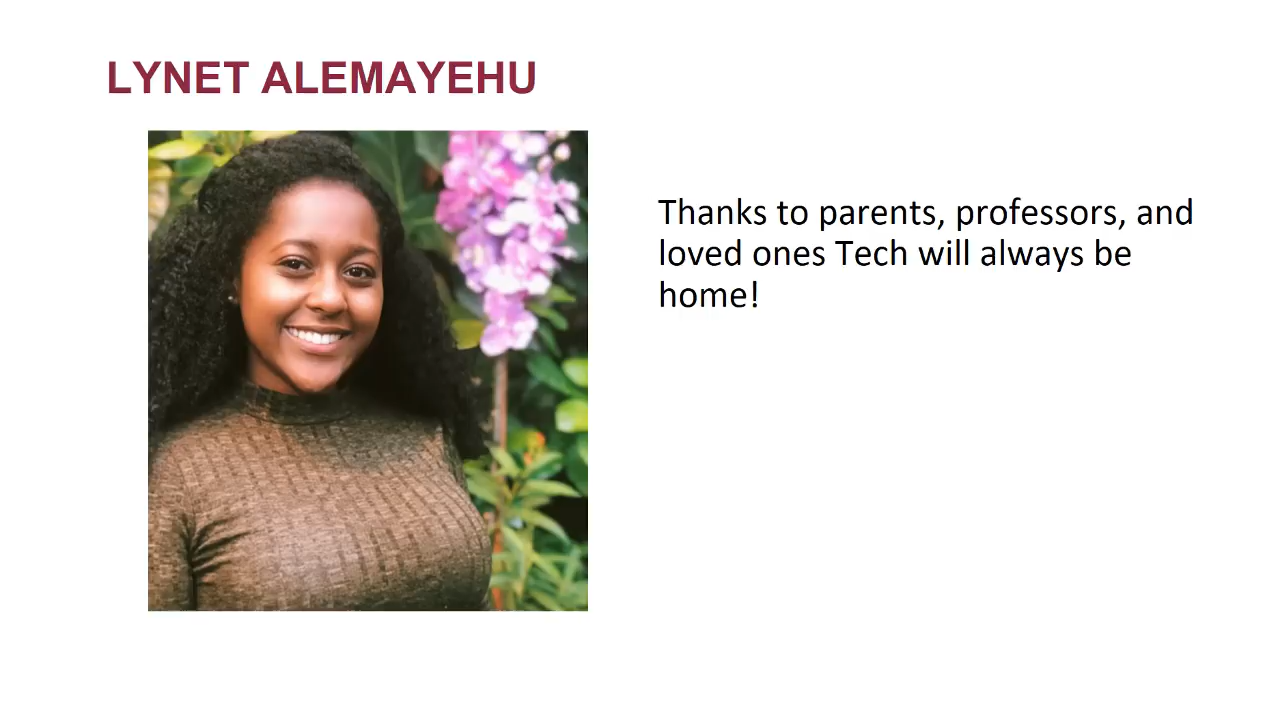 LYNET ALEMAYEHU
Thanks to parents, professors, and
loved ones Tech will always be
home!